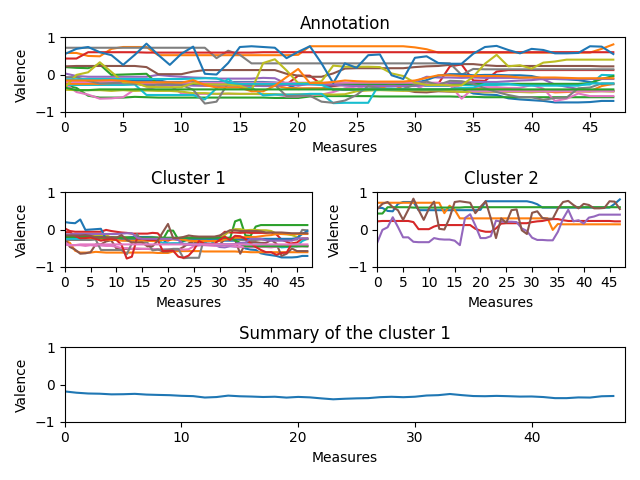 Annotation
Valence
1
0
−1
0 5 10 15 20 25 30 35 40 45
Measures
Cluster 1
Valence
1
0
−1
0 5 10 15 20 25 30 35 40 45
Measures
Cluster 2
Valence
1
0
−1
0 5 10 15 20 25 30 35 40 45
Measures
Summary of the cluster 1
Valence
1
0
−1
0 10 20 30 40
Measures